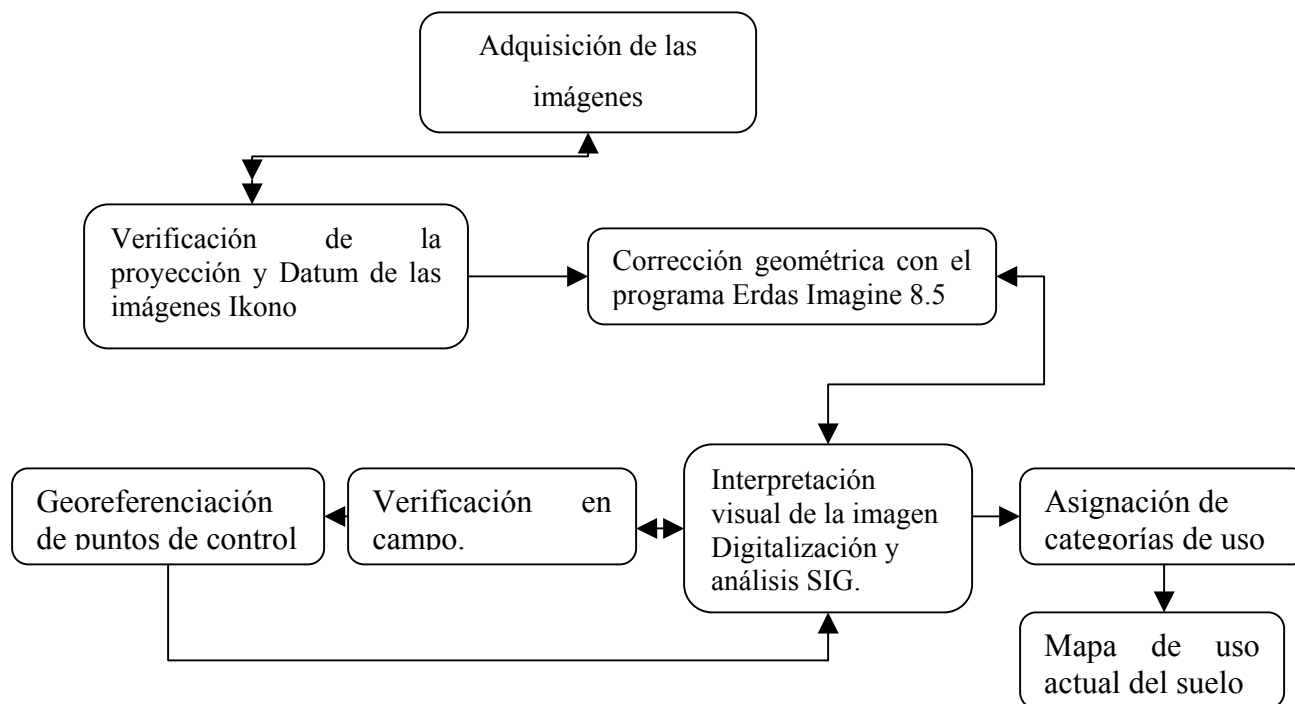 Adquisición de las
imágenes
Verificación de la
proyección y Datum de las
imágenes Ikono
Corrección geométrica con el
programa Erdas Imagine 8.5
Georeferenciación
de puntos de control
Verificación en
campo.
Interpretación
visual de la imagen
Digitalización y
análisis SIG.
Asignación de
categorías de uso
Mapa de uso
actual del suelo